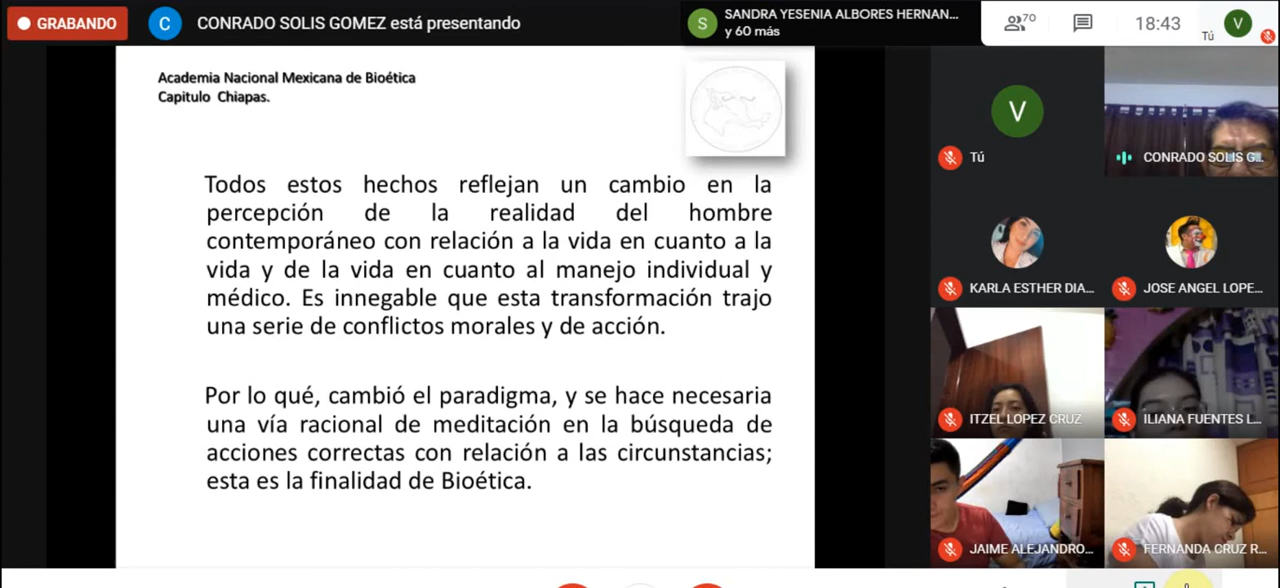 GRABANDO
C
CONRADO SOLIS GOMEZ está presentando
S
SANDRA YESENIA ALBORES HERNAN...
y 60 más
70
18:43
Tú
V
Academia Nacional Mexicana de Bioética
Capitulo Chiapas.
Todos estos hechos reflejan un cambio en la
percepción de la realidad del hombre
contemporáneo con relación a la vida en cuanto a la
vida y de la vida en cuanto al manejo individual y
médico. Es innegable que esta transformación trajo
una serie de conflictos morales y de acción.
Por lo qué, cambió el paradigma, y se hace necesaria
una vía racional de meditación en la búsqueda de
acciones correctas con relación a las circunstancias;
esta es la finalidad de Bioética.
V
Tú
CONRADO SOLIS G...
KARLA ESTHER DIA...
JOSE ANGEL LOPE...
ITZEL LOPEZ CRUZ
ILIANA FUENTES L...
JAIME ALEJANDRO...
FERNANDA CRUZ R...